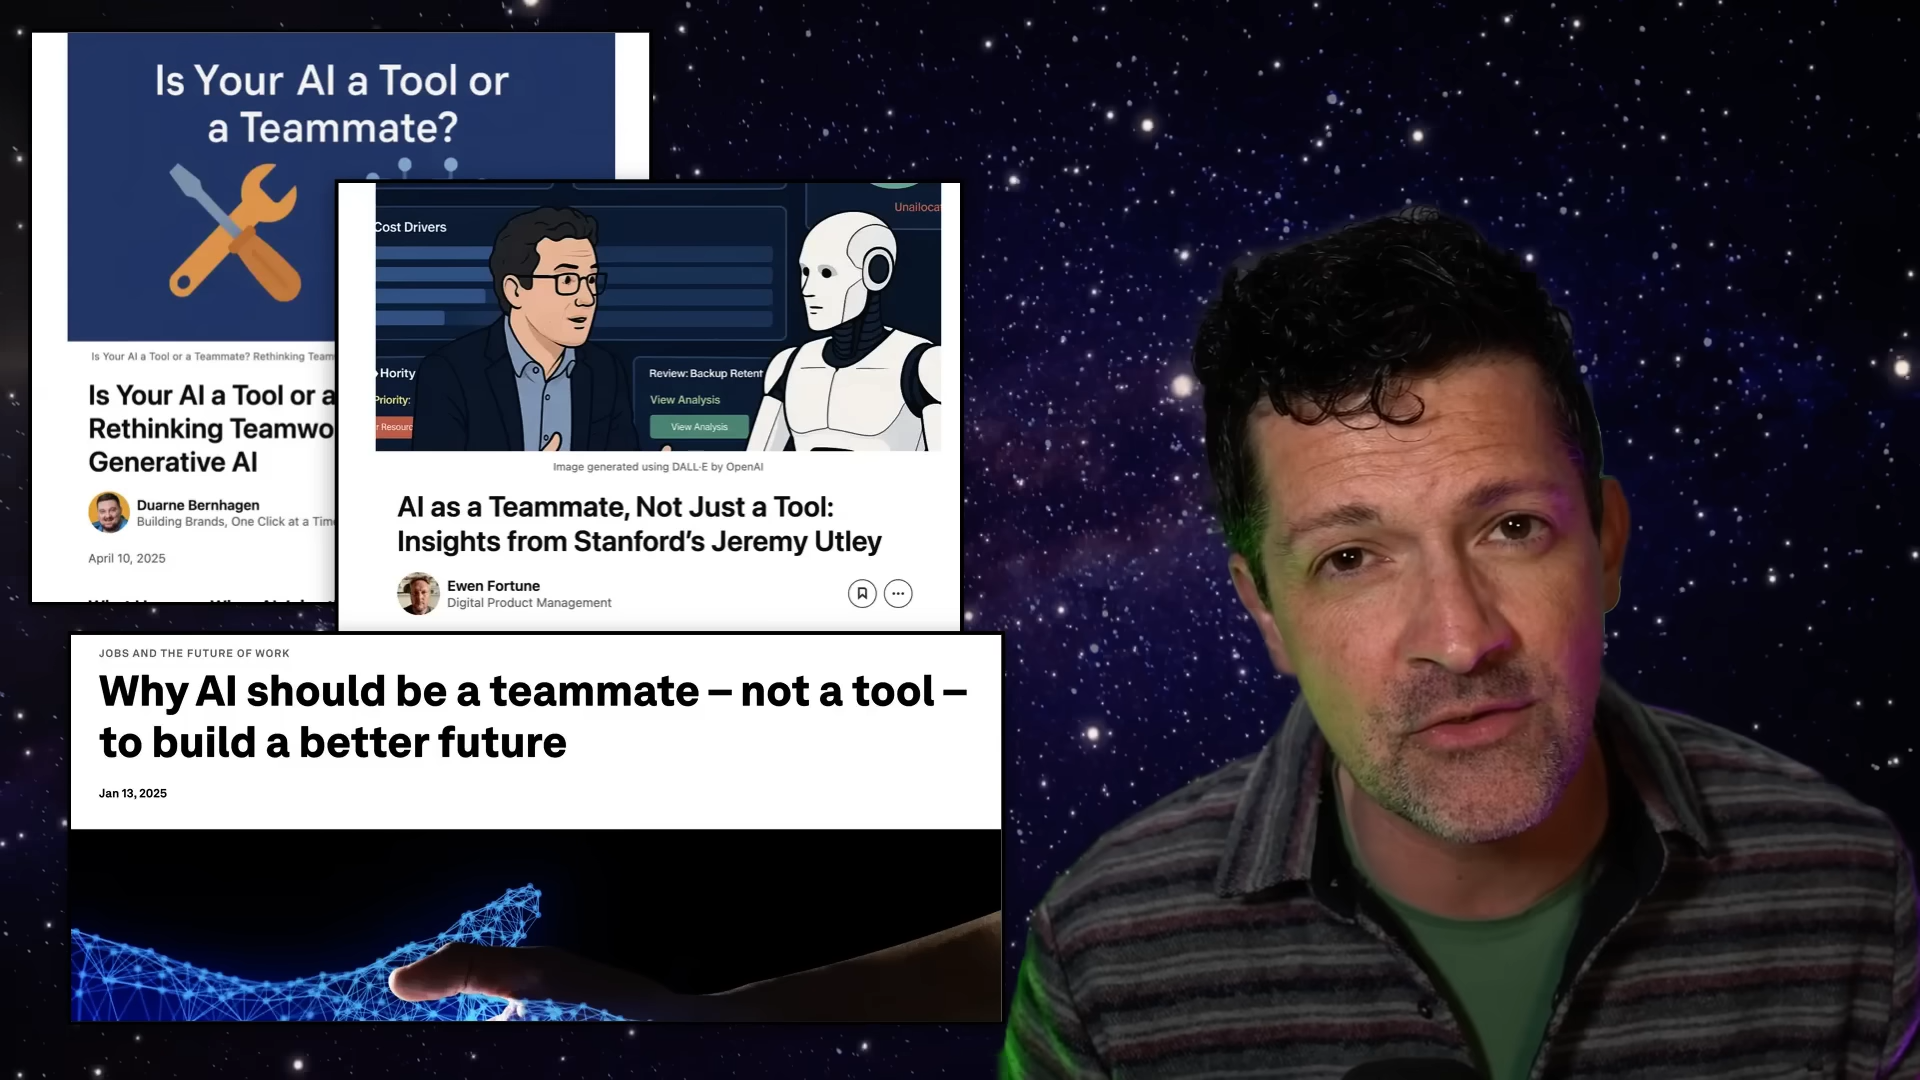 Is Your AI a Tool or
a Teammate?
Is Your AI a Tool or a Teammate? Rethinking Team
Is Your AI a Tool or a
Rethinking Teamwo
Generative AI
Duarne Bernhagen
Building Brands, One Click at a Time
April 10, 2025
Unallocat
Cost Drivers
Hority
Priority:
r Resourc
Review: Backup Retent
View Analysis
View Analysis
Image generated using DALL·E by OpenAI
AI as a Teammate, Not Just a Tool:
Insights from Stanford's Jeremy Utley
Ewen Fortune
Digital Product Management
JOBS AND THE FUTURE OF WORK
Why AI should be a teammate – not a tool –
to build a better future
Jan 13, 2025